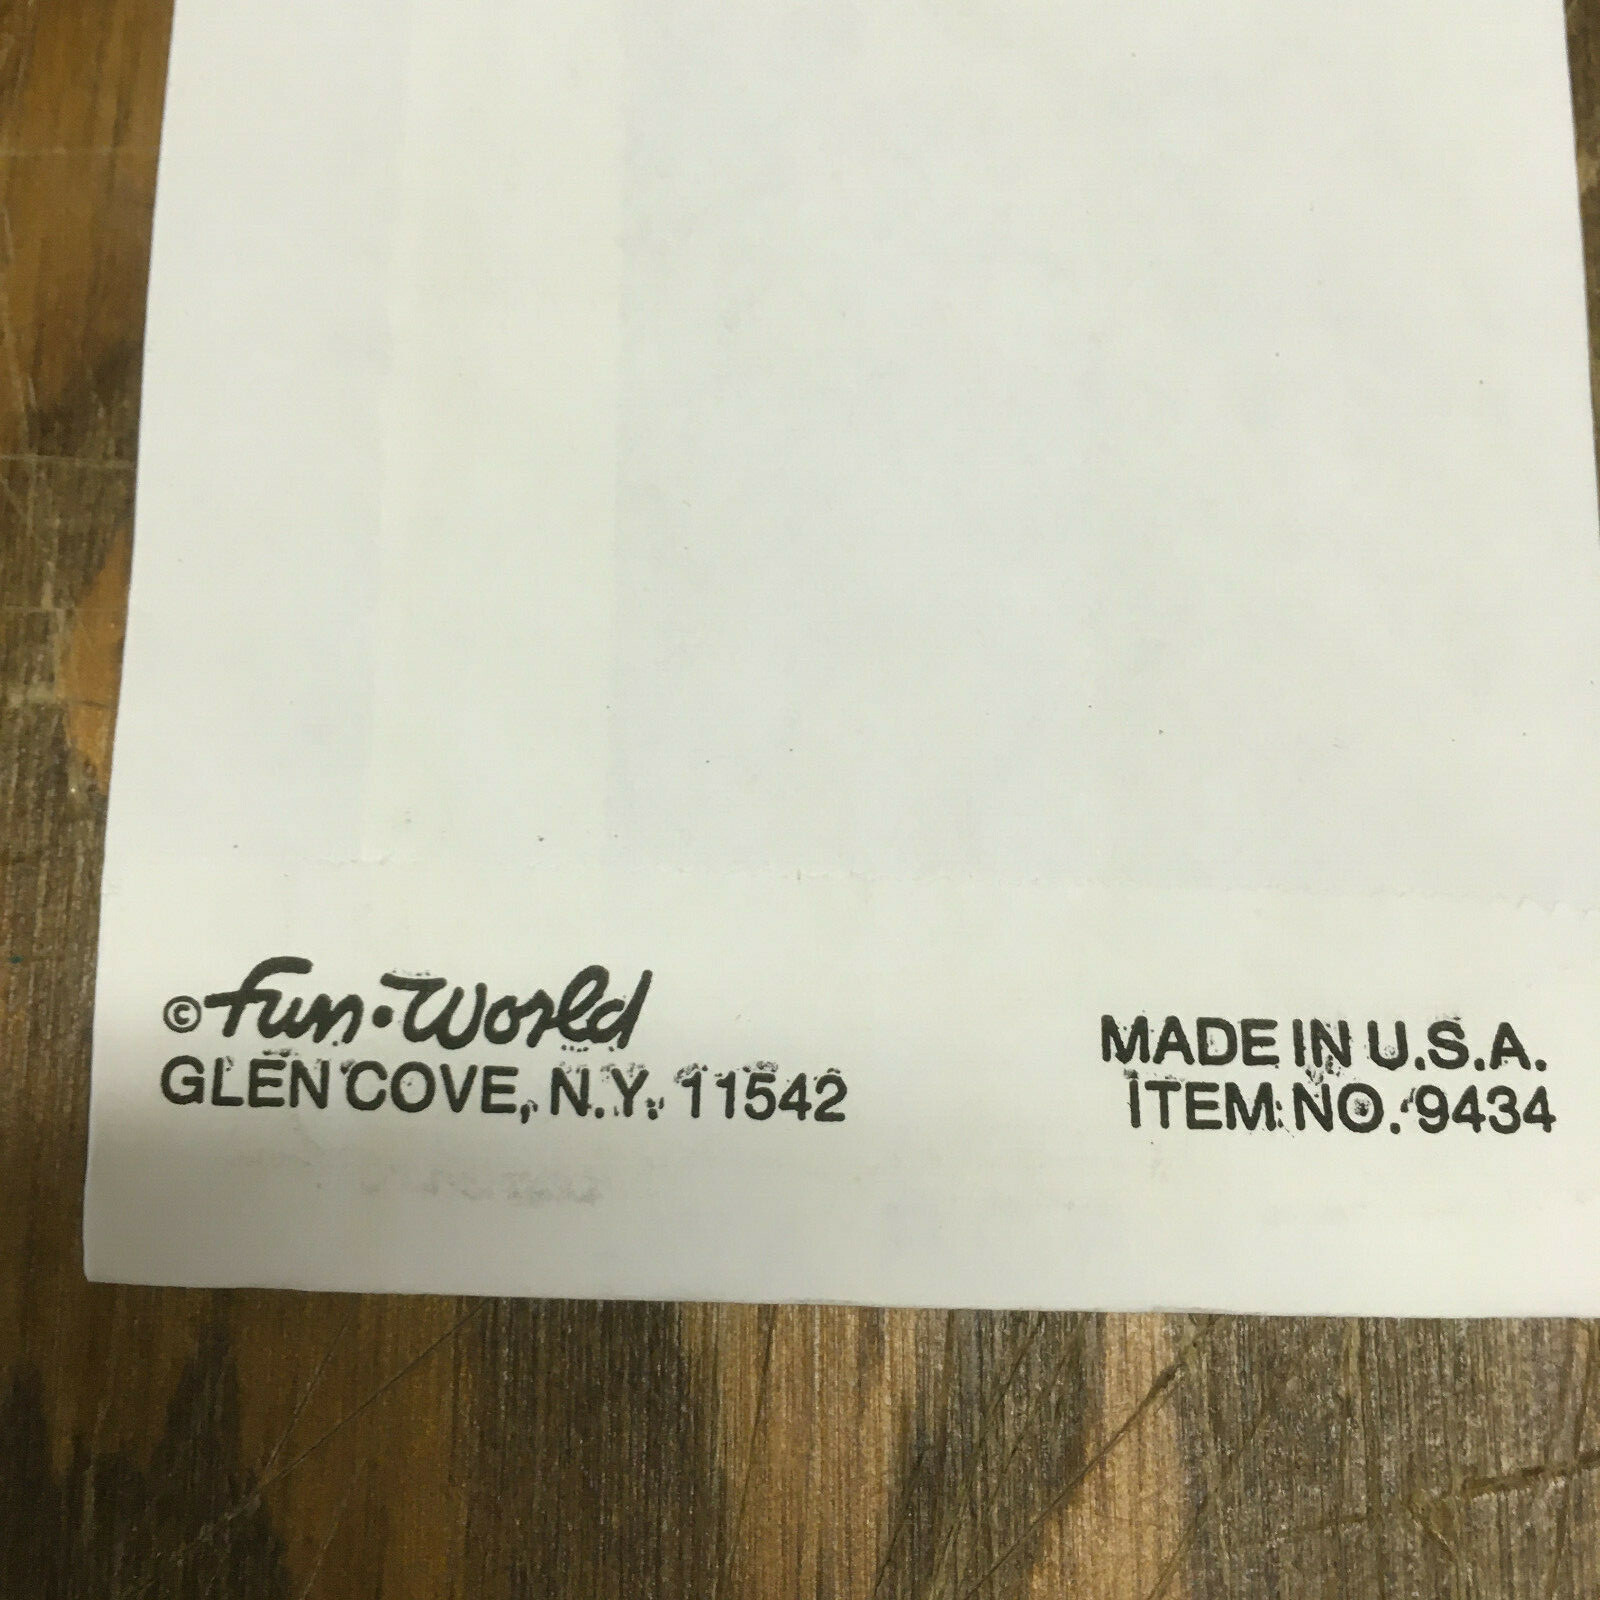 © Fun•World
GLEN COVE, N.Y. 11542
MADE IN U.S.A.
ITEM NO. 9434